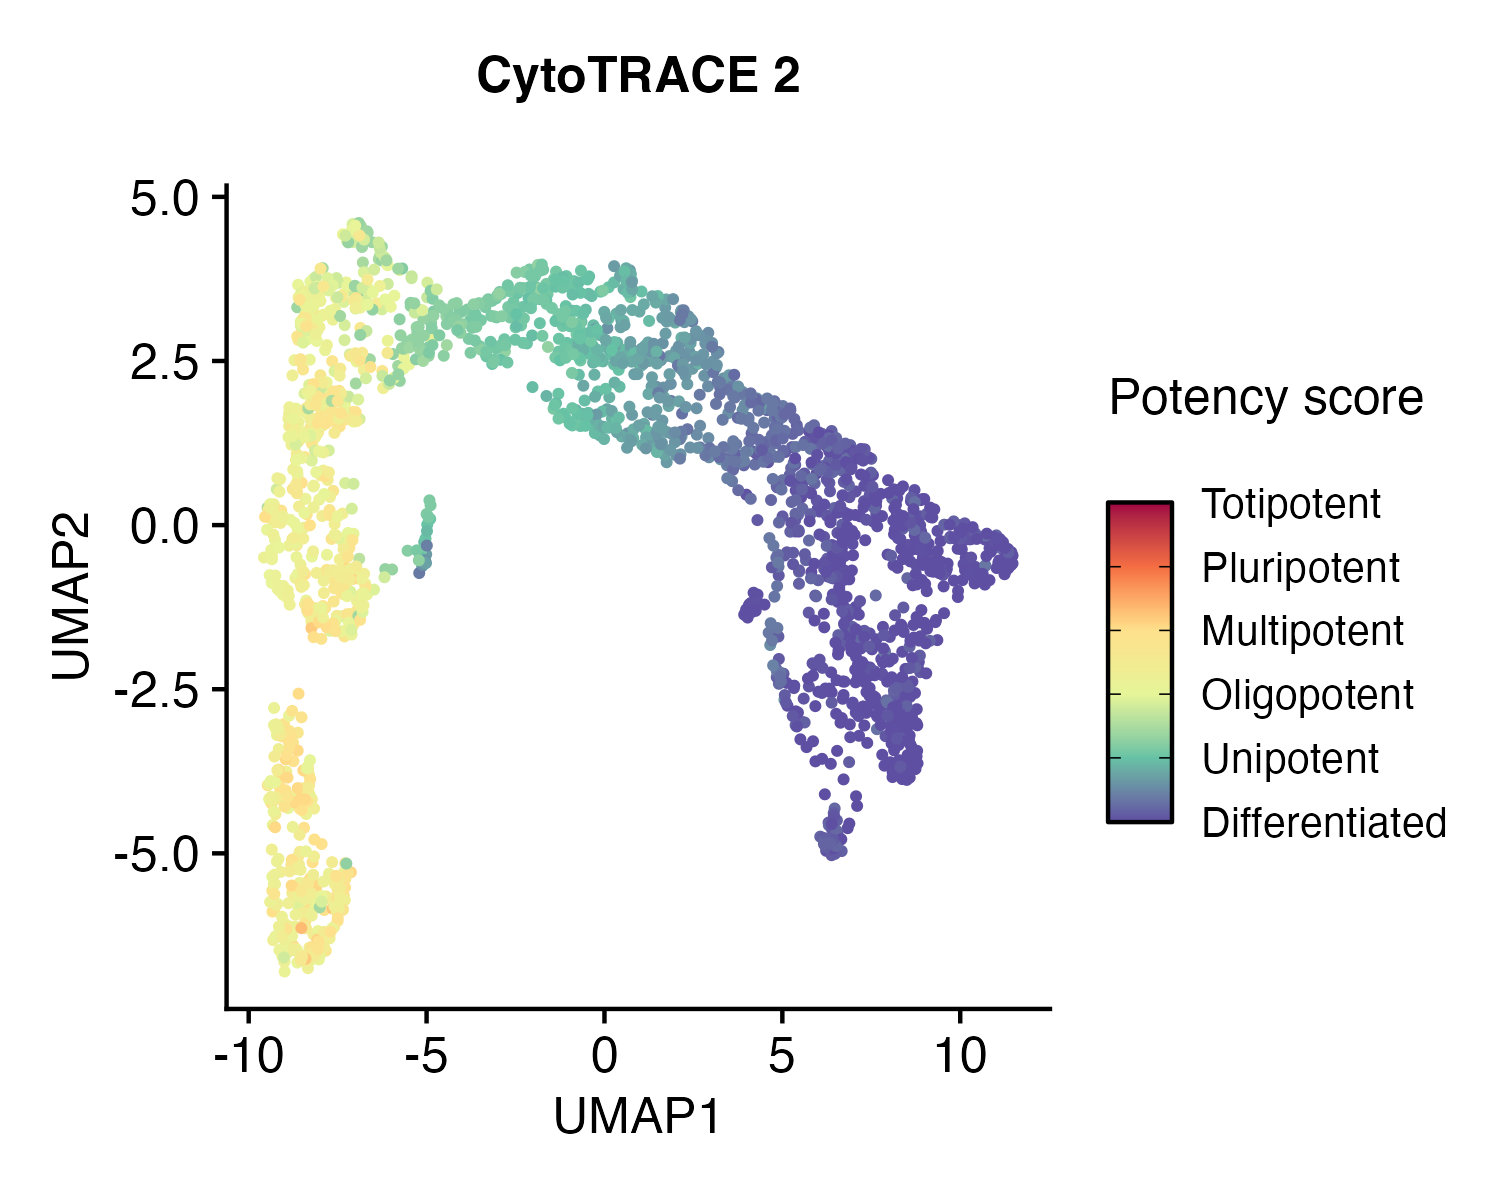 CytoTRACE 2
5.0
2.5
0.0
-2.5
-5.0
UMAP2
-10 -5 0 5 10
UMAP1
Potency score
Totipotent
Pluripotent
Multipotent
Oligopotent
Unipotent
Differentiated